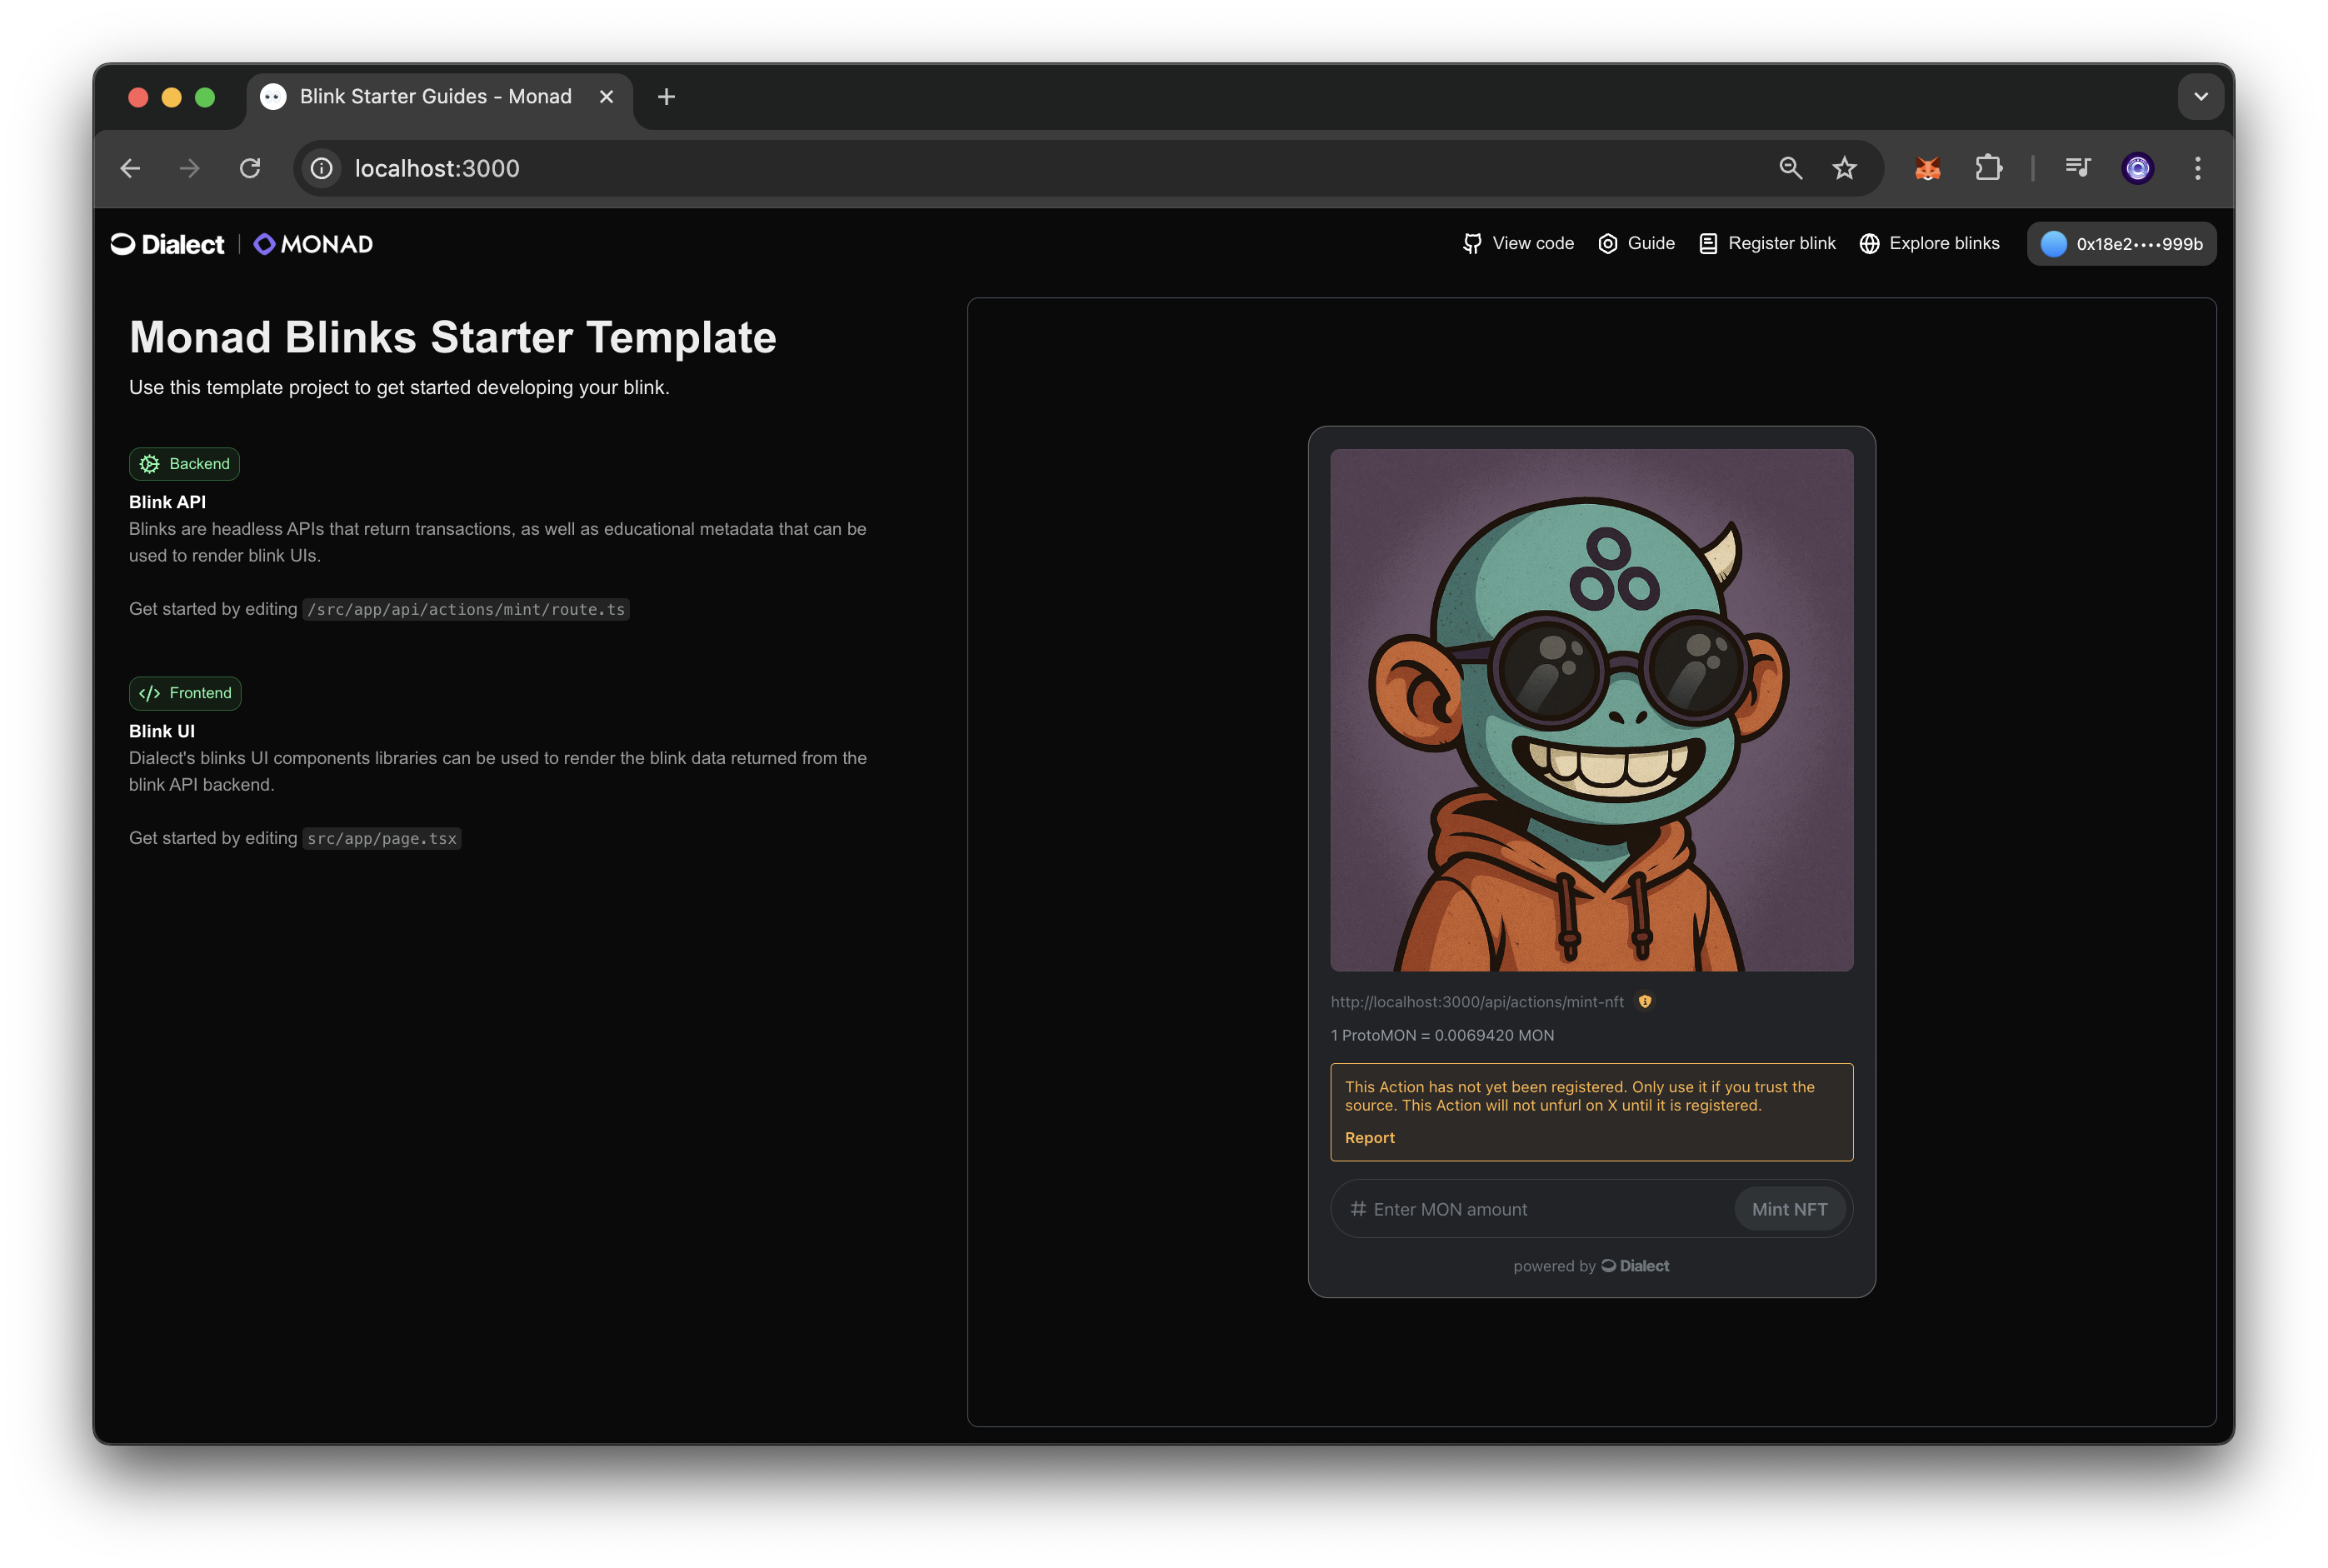 Blink Starter Guides - Monad
localhost:3000
Dialect | MONAD
View code
Guide
Register blink
Explore blinks
0x18e2••••999b
Monad Blinks Starter Template
Use this template project to get started developing your blink.
Backend
Blink API
Blinks are headless APIs that return transactions, as well as educational metadata that can be
used to render blink UIs.
Get started by editing /src/app/api/actions/mint/route.ts
</> Frontend
Blink UI
Dialect's blinks UI components libraries can be used to render the blink data returned from the
blink API backend.
Get started by editing src/app/page.tsx
http://localhost:3000/api/actions/mint-nft
1 ProtoMON = 0.0069420 MON
This Action has not yet been registered. Only use it if you trust the
source. This Action will not unfurl on X until it is registered.
Report
# Enter MON amount
Mint NFT
powered by Dialect